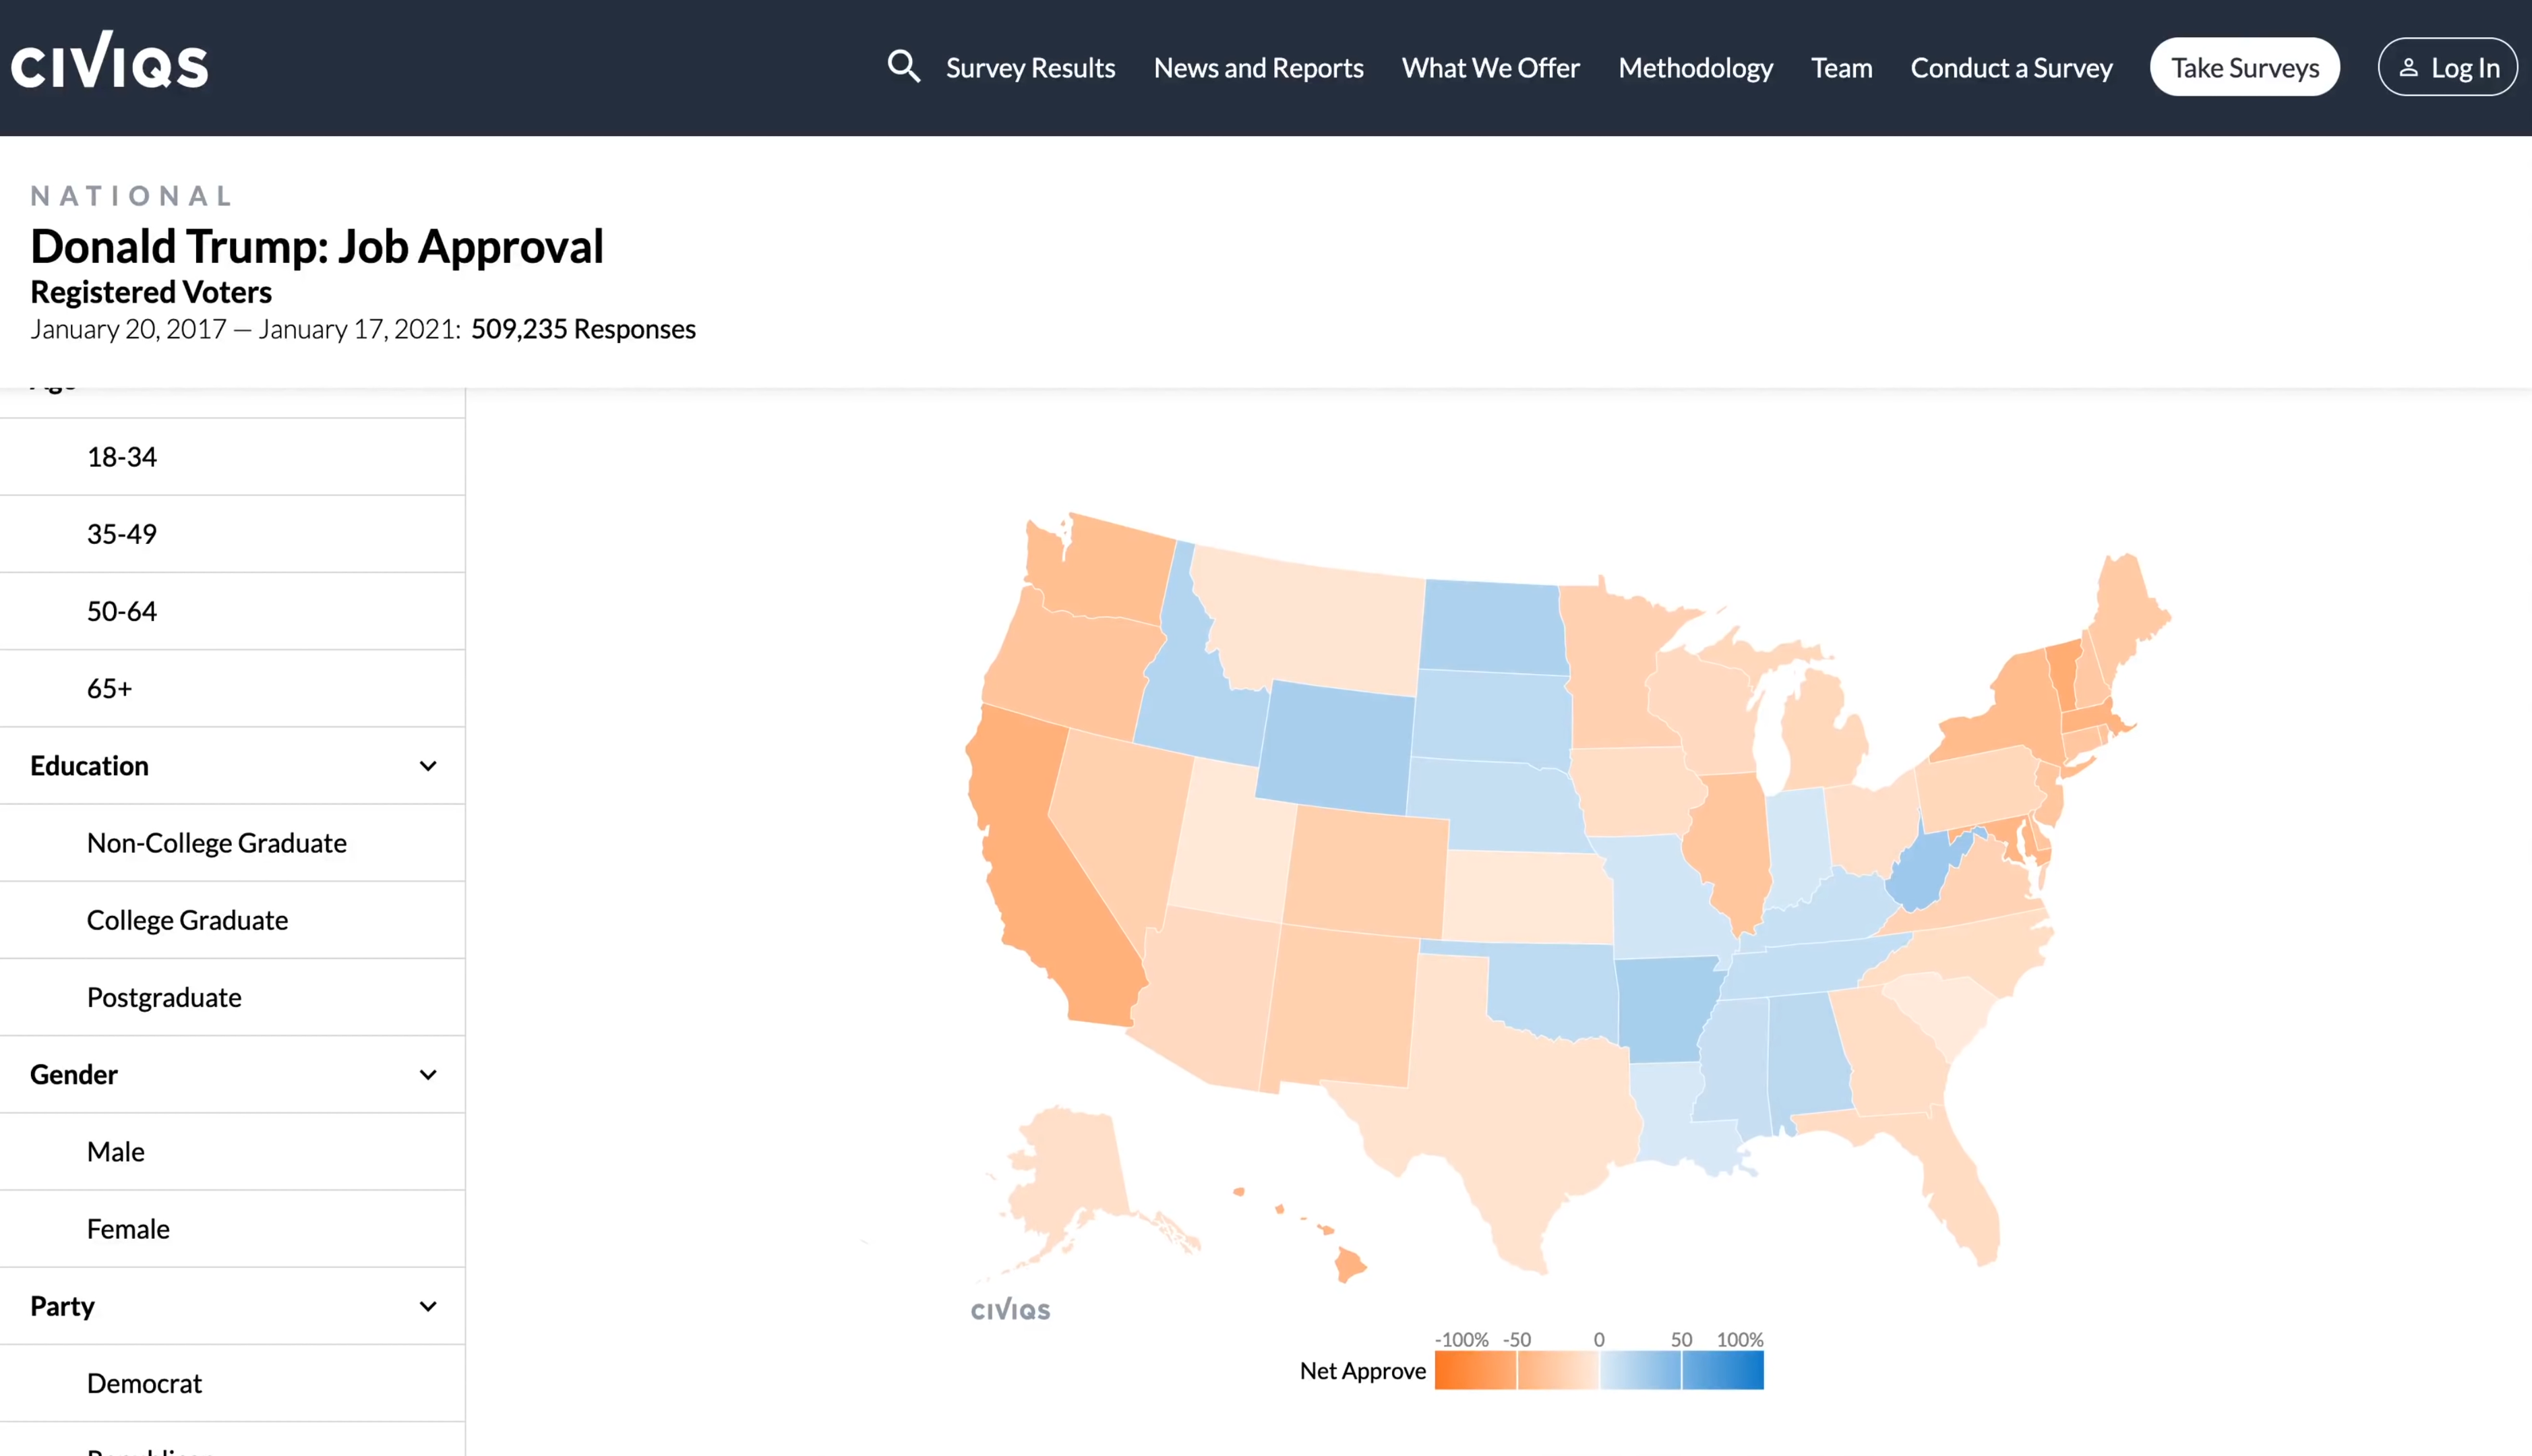 CIVIQS
Survey Results
News and Reports
What We Offer
Methodology
Team
Conduct a Survey
Take Surveys
Log In
NATIONAL
Donald Trump: Job Approval
Registered Voters
January 20, 2017 — January 17, 2021: 509,235 Responses
18-34
35-49
50-64
65+
Education
Non-College Graduate
College Graduate
Postgraduate
Gender
Male
Female
Party
Democrat
CIVIQS
-100% -50 0 50 100%
Net Approve